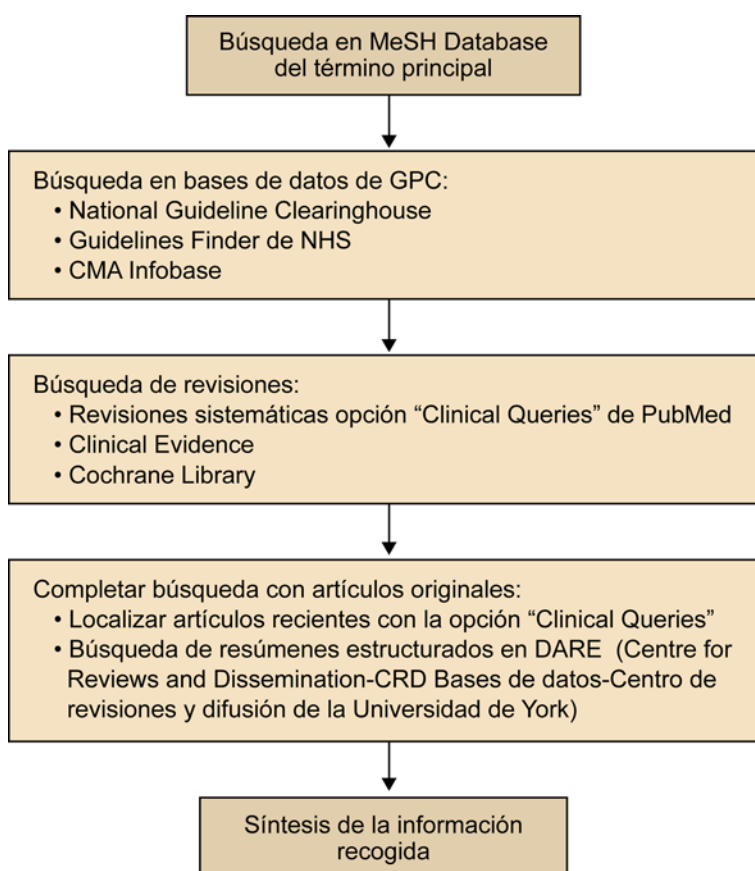 Búsqueda en MeSH Database
del término principal
Búsqueda en bases de datos de GPC:
• National Guideline Clearinghouse
• Guidelines Finder de NHS
• CMA Infobase
Búsqueda de revisiones:
• Revisiones sistemáticas opción “Clinical Queries” de PubMed
• Clinical Evidence
• Cochrane Library
Completar búsqueda con artículos originales:
• Localizar artículos recientes con la opción “Clinical Queries”
• Búsqueda de resúmenes estructurados en DARE (Centre for
Reviews and Dissemination-CRD Bases de datos-Centro de
revisiones y difusión de la Universidad de York)
Síntesis de la información
recogida